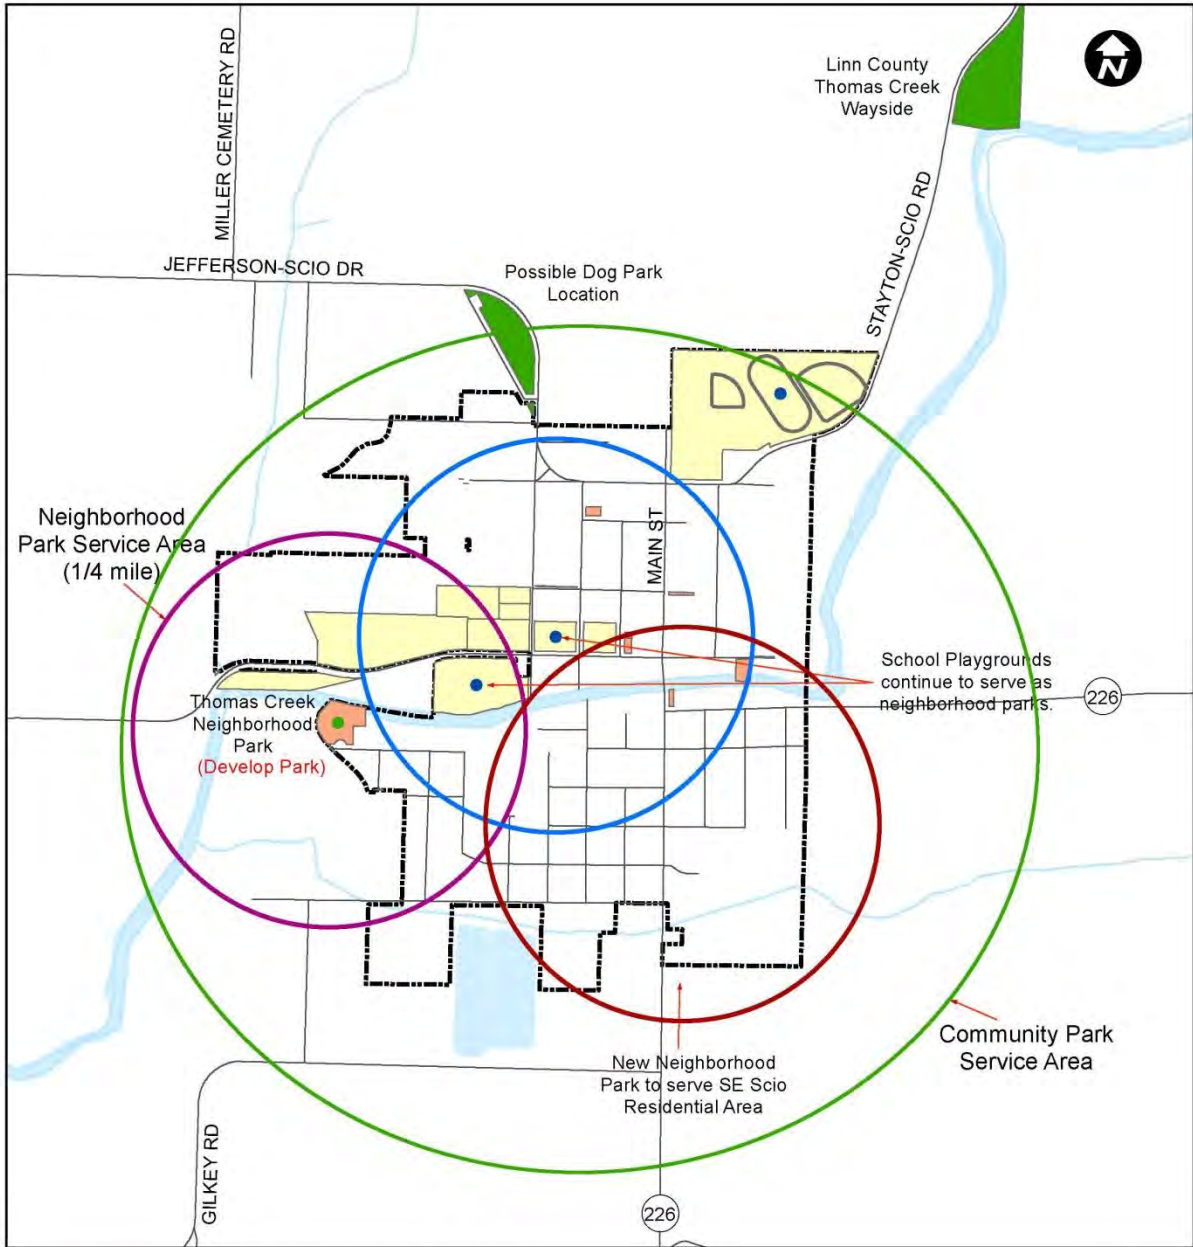 MILLER CEMETERY RD
Linn County
Thomas Creek
Wayside
N
STAYTON-SCIO RD
JEFFERSON-SCIO DR
Possible Dog Park
Location
Neighborhood
Park Service Area
(1/4 mile)
MAIN ST
School Playgrounds
continue to serve as
neighborhood parks.
226
Thomas Creek
Neighborhood
Park
(Develop Park)
Community Park
Service Area
New Neighborhood
Park to serve SE Scio
Residential Area
GILKEY RD
226